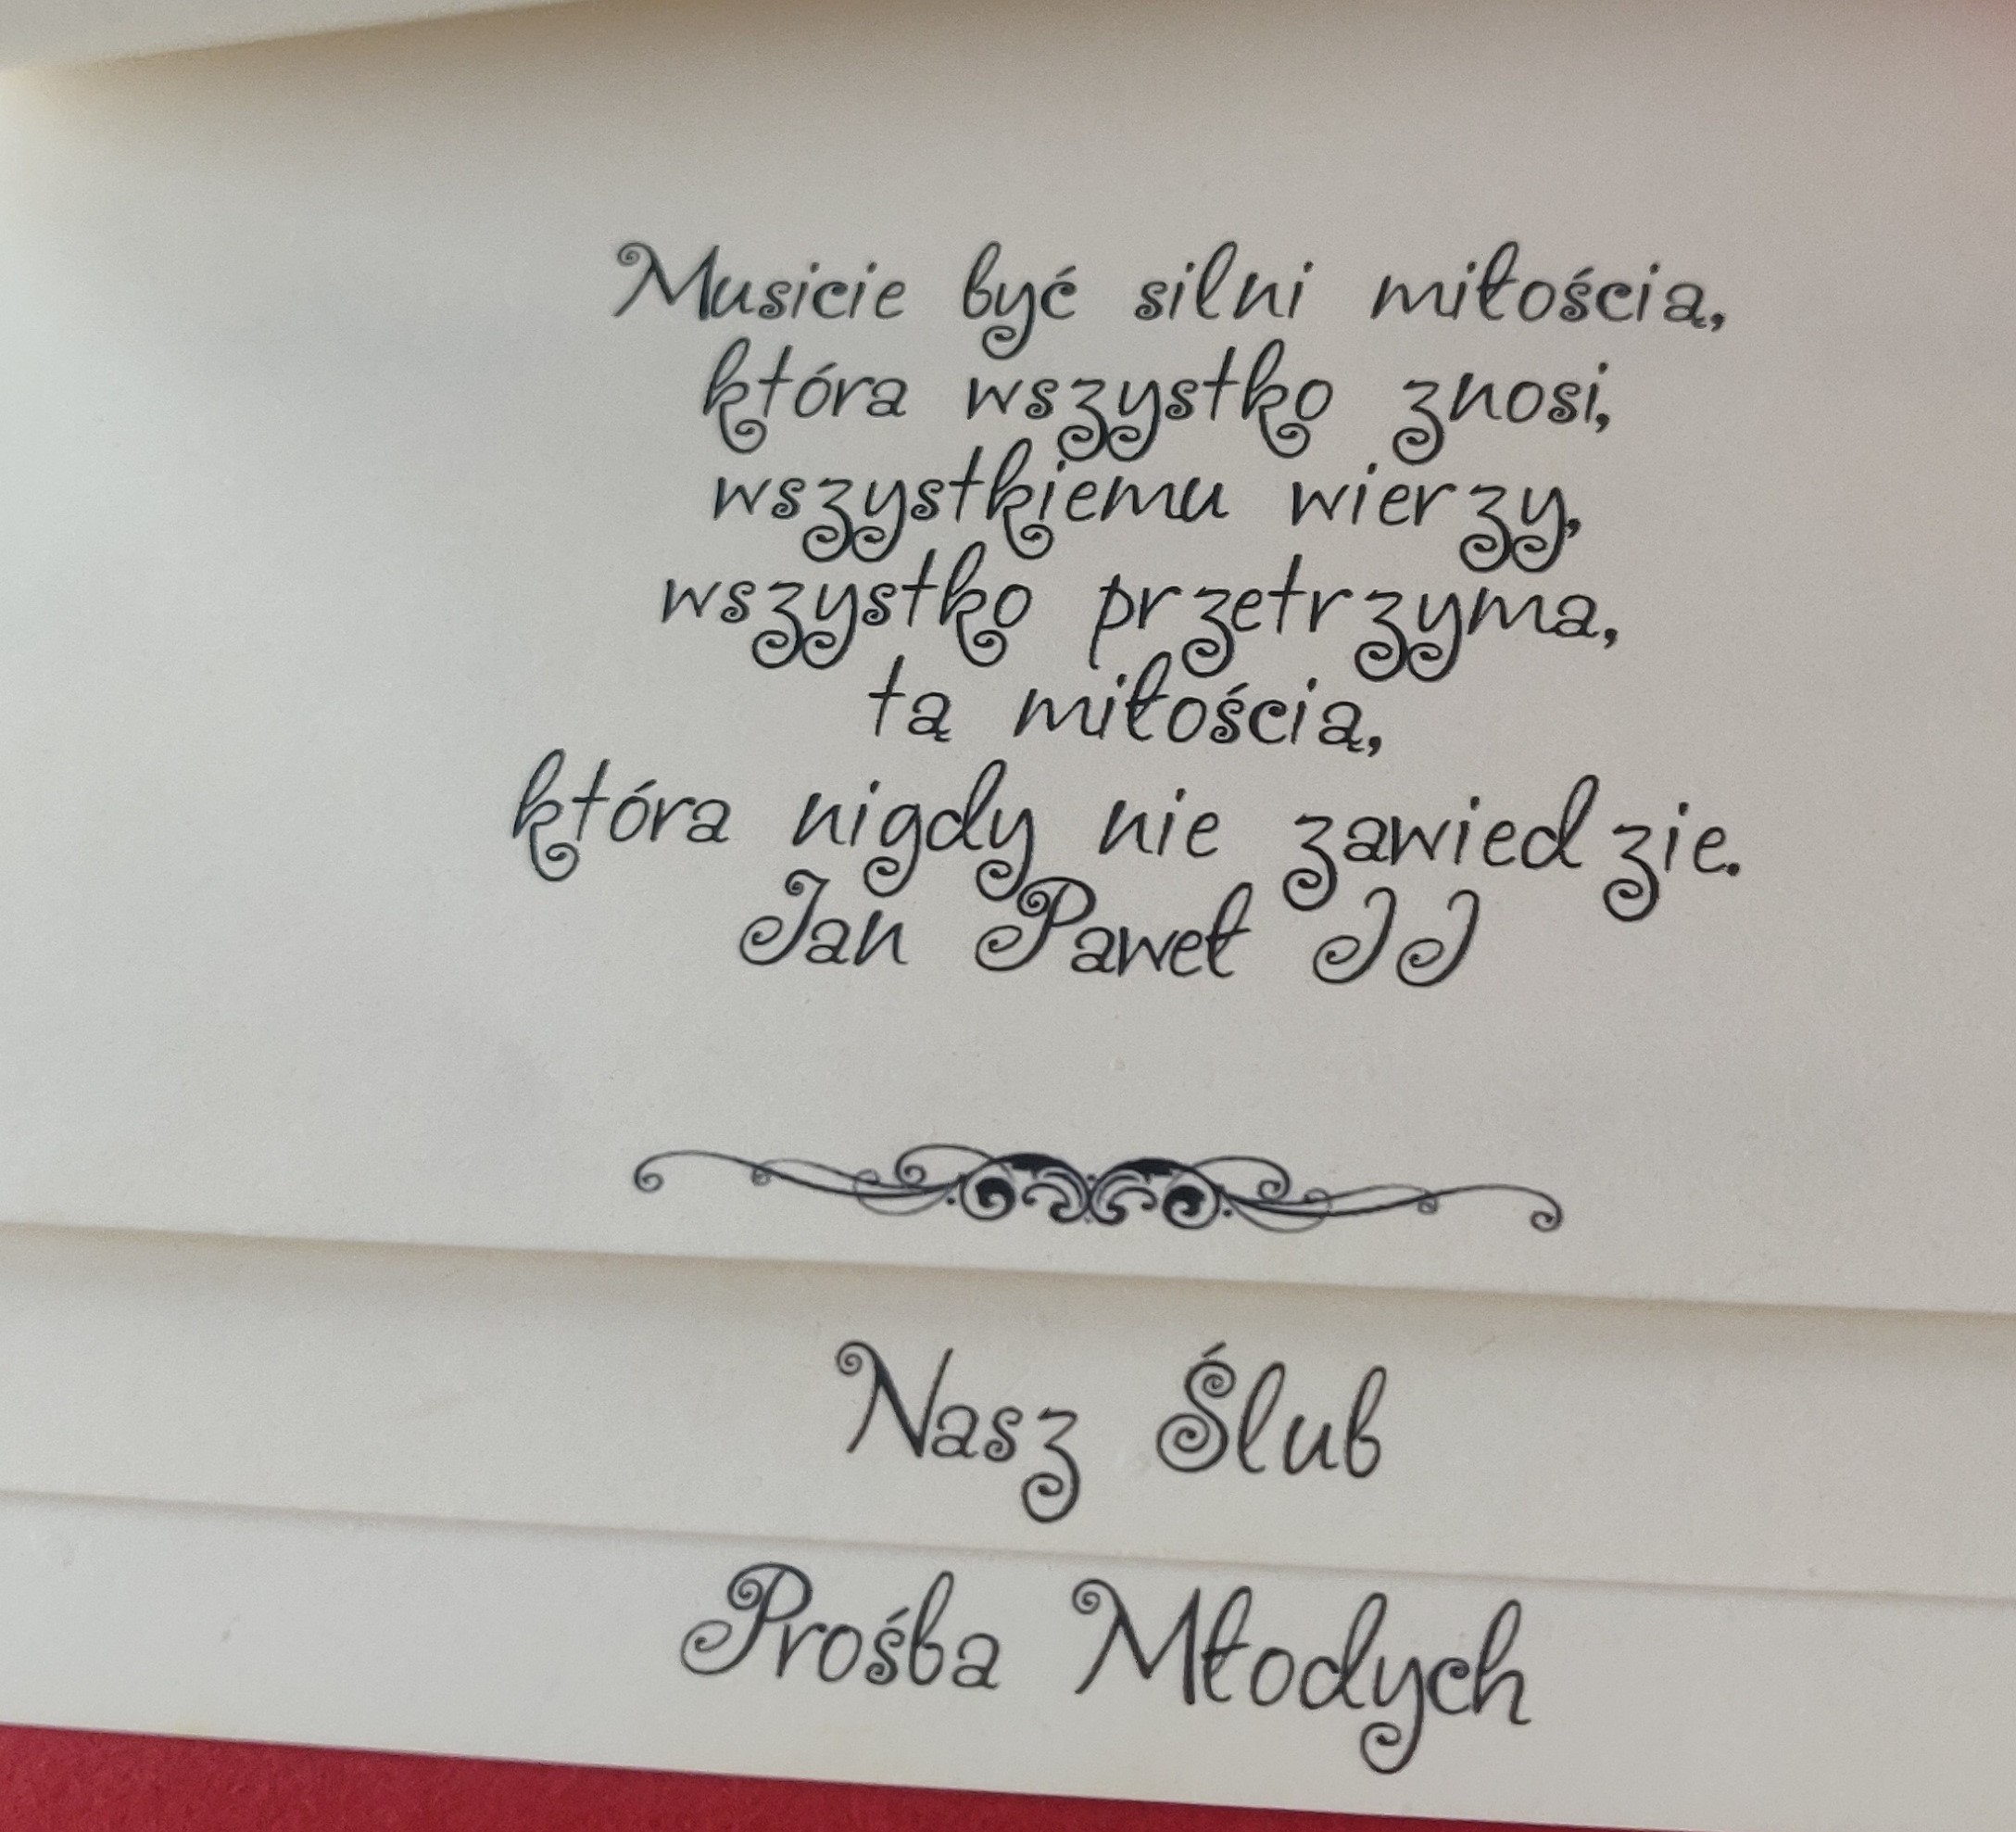 Musicie być silni miłością,
która wszystko znosi,
wszystkiemu wierzy,
wszystko przetrzyma,
tą miłością,
która nigdy nie zawiedzie.
Jan Paweł II
Nasz Ślub
Prośba Młodych